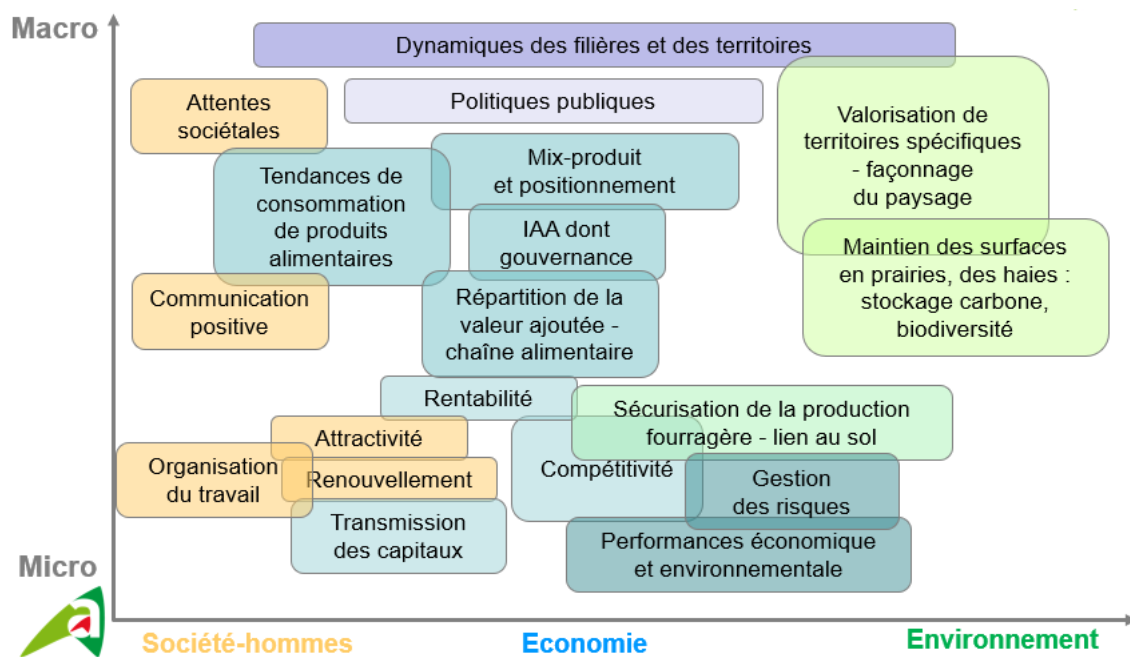 Macro
Dynamiques des filières et des territoires
Attentes
sociétales
Politiques publiques
Valorisation de
territoires spécifiques
- façonnage
du paysage
Mix-produit
et positionnement
Tendances de
consommation
de produits
alimentaires
IAA dont
gouvernance
Maintien des surfaces
en prairies, des haies :
stockage carbone,
biodiversité
Communication
positive
Répartition de la
valeur ajoutée -
chaîne alimentaire
Rentabilité
Sécurisation de la production
fourragère - lien au sol
Attractivité
Organisation
du travail
Compétitivité
Renouvellement
Gestion
des risques
Transmission
des capitaux
Performances économique
et environnementale
Micro
a
Société-hommes
Economie
Environnement